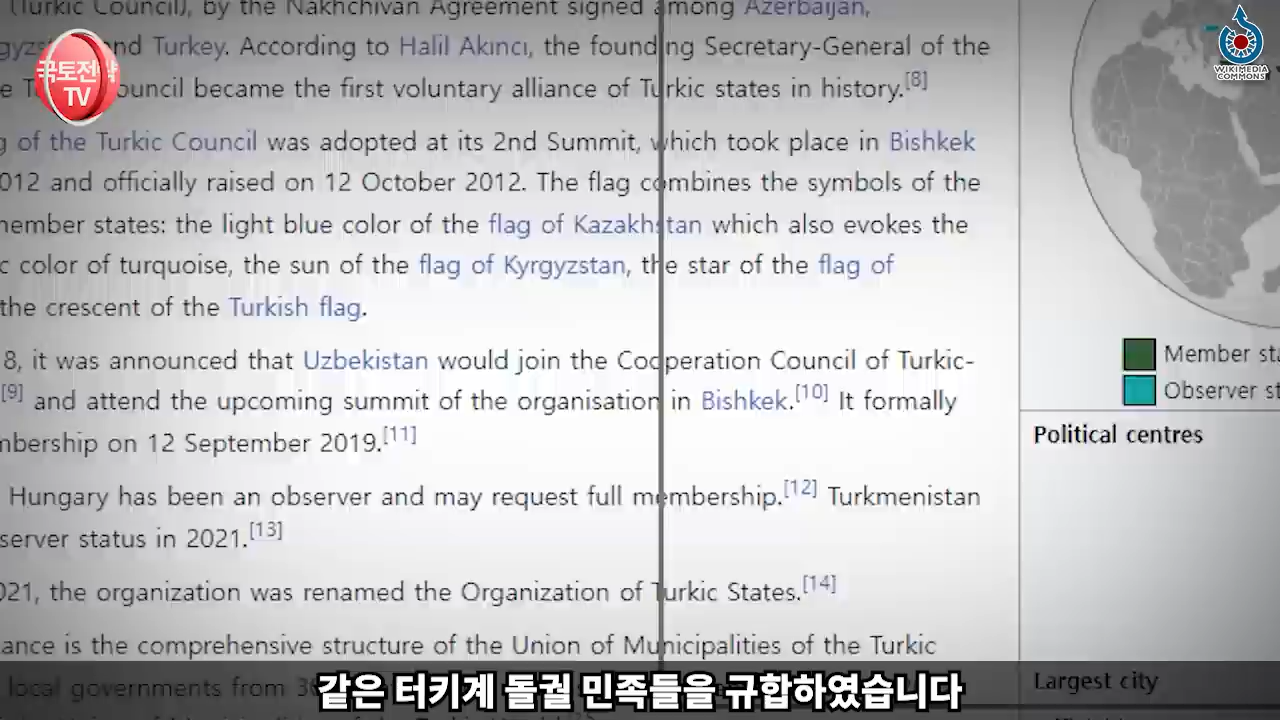 (Turkic Council), by the Nakhchivan Agreement signed among Azerbaijan,
and Turkey. According to Halil Akıncı, the founding Secretary-General of the
ouncil became the first voluntary alliance of Turkic states in history.[8]
g of the Turkic Council was adopted at its 2nd Summit, which took place in Bishkek
012 and officially raised on 12 October 2012. The flag combines the symbols of the
member states: the light blue color of the flag of Kazakhstan which also evokes the
c color of turquoise, the sun of the flag of Kyrgyzstan, the star of the flag of
the crescent of the Turkish flag.
8, it was announced that Uzbekistan would join the Cooperation Council of Turkic-
[9] and attend the upcoming summit of the organisation in Bishkek.[10] It formally
mbership on 12 September 2019.[11]
Hungary has been an observer and may request full membership.[12] Turkmenistan
server status in 2021.[13]
021, the organization was renamed the Organization of Turkic States.[14]
ance is the comprehensive structure of the Union of Municipalities of the Turkic
local governments from
국토전략
TV
WIKIMEDIA
COMMONS
Member sta
Observer st
Political centres
Largest city
같은 터키계 돌궐 민족들을 규합하였습니다